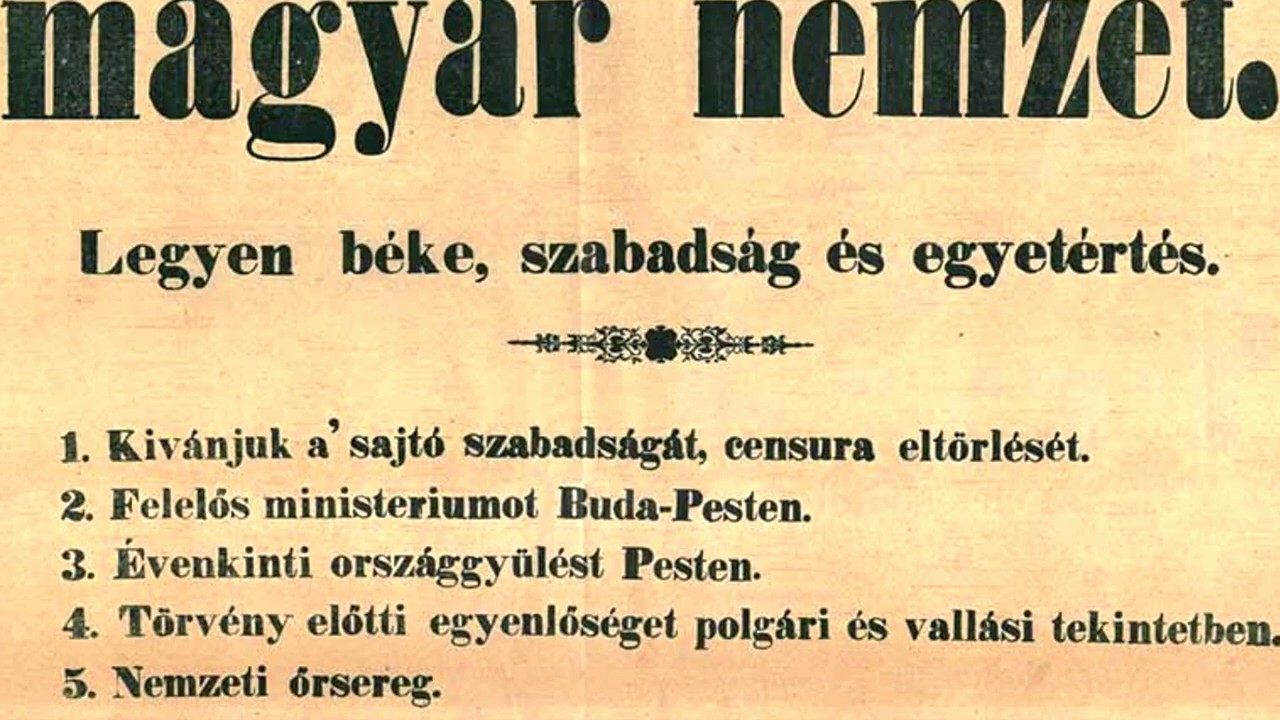 magyar nemzet.
Legyen béke, szabadság és egyetértés.
1. Kivánjuk a' sajtó szabadságát, censura eltörlését.
2. Felelős ministeriumot Buda-Pesten.
3. Évenkinti országgyülést Pesten.
4. Törvény előtti egyenlőséget polgári és vallási tekintetben.
5. Nemzeti őrsereg.